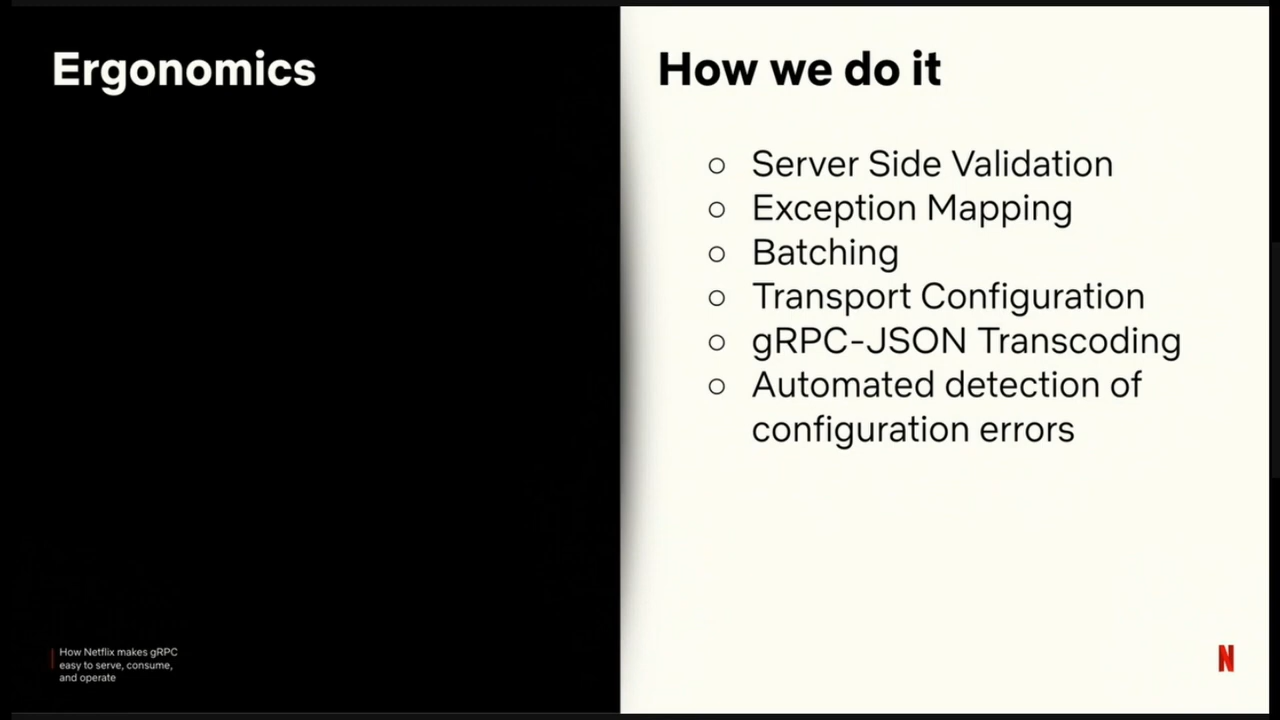 Ergonomics
How we do it
○ Server Side Validation
○ Exception Mapping
○ Batching
○ Transport Configuration
○ gRPC-JSON Transcoding
○ Automated detection of
configuration errors
How Netflix makes gRPC
easy to serve, consume,
and operate
N